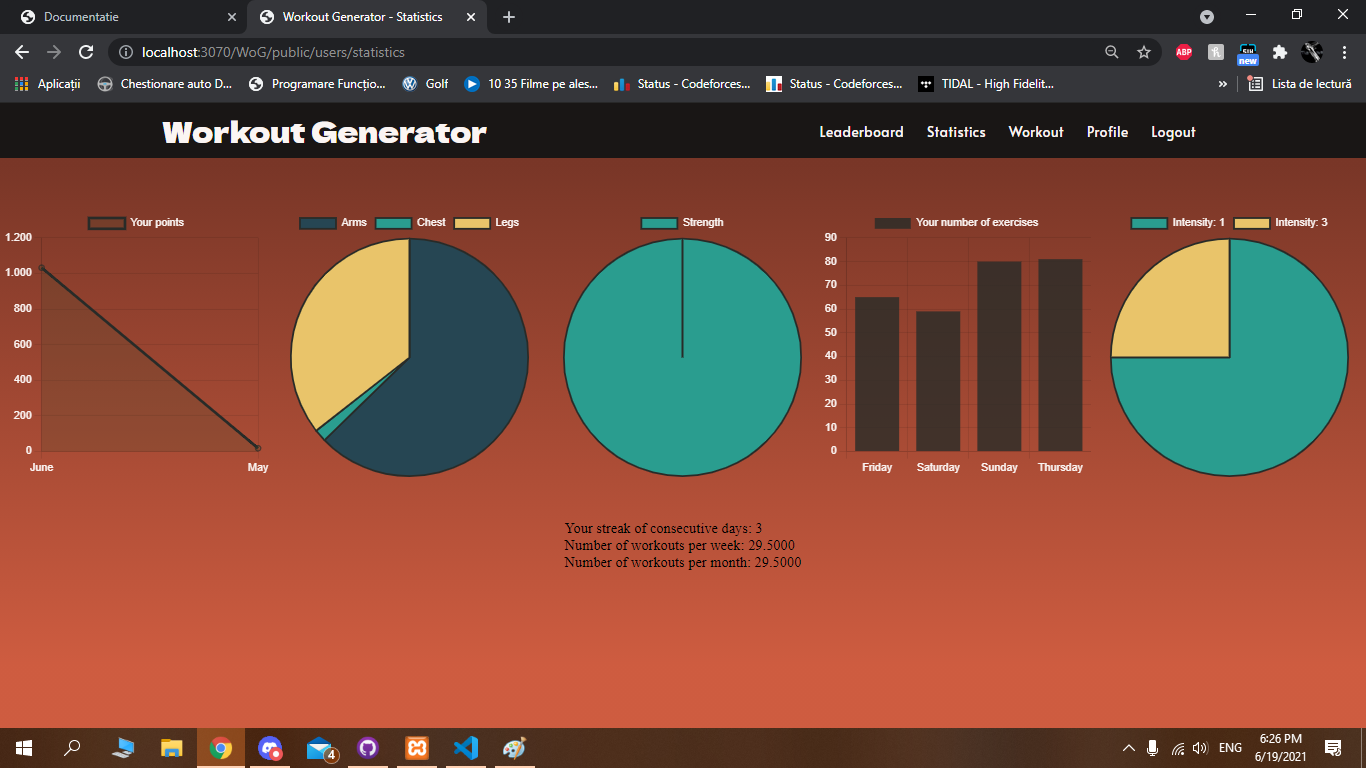 Documentatie
Workout Generator - Statistics
localhost:3070/WoG/public/users/statistics
ABP
new
Aplicații
Chestionare auto D...
Programare Funcțio...
Golf
10 35 Filme pe ales...
Status - Codeforces...
Status - Codeforces...
TIDAL - High Fidelit...
»
Lista de lectură
Workout Generator
Leaderboard
Statistics
Workout
Profile
Logout
Your points
1.200
1.000
800
600
400
200
0
June
May
Arms
Chest
Legs
Strength
Your number of exercises
90
80
70
60
50
40
30
20
10
0
Friday
Saturday
Sunday
Thursday
Intensity: 1
Intensity: 3
Your streak of consecutive days: 3
Number of workouts per week: 29.5000
Number of workouts per month: 29.5000
4
ENG
6:26 PM
6/19/2021